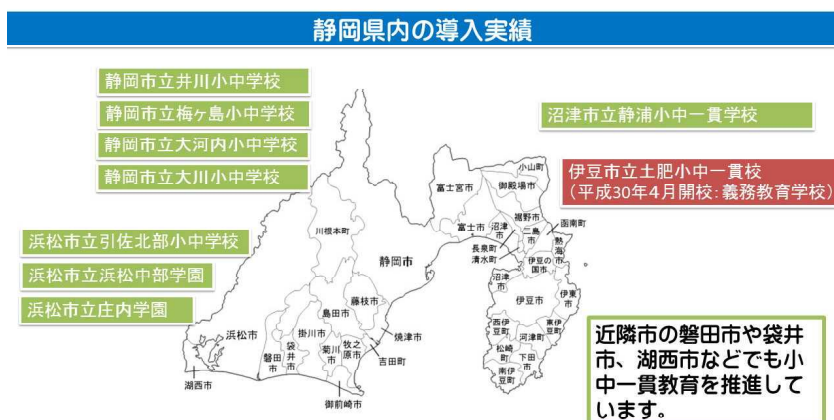 静岡県内の導入実績
静岡市立井川小中学校
静岡市立梅ヶ島小中学校
静岡市立大河内小中学校
静岡市立大川小中学校
浜松市立引佐北部小中学校
浜松市立浜松中部学園
浜松市立庄内学園
沼津市立静浦小中一貫学校
伊豆市立土肥小中一貫校
(平成30年4月開校:義務教育学校)
小山町
御殿場市
富士宮市
裾野市
富士市
沼津市
三島市
函南町
長泉町
清水町
熱海市
伊豆の国市
沼津市
伊豆市
伊東市
西伊豆町
東伊豆町
河津町
松崎町
下田市
南伊豆町
川根本町
静岡市
藤枝市
島田市
焼津市
浜松市
掛川市
袋井市
磐田市
菊川市
牧之原市
吉田町
湖西市
御前崎市
近隣市の磐田市や袋井
市、湖西市などでも小
中一貫教育を推進して
います。